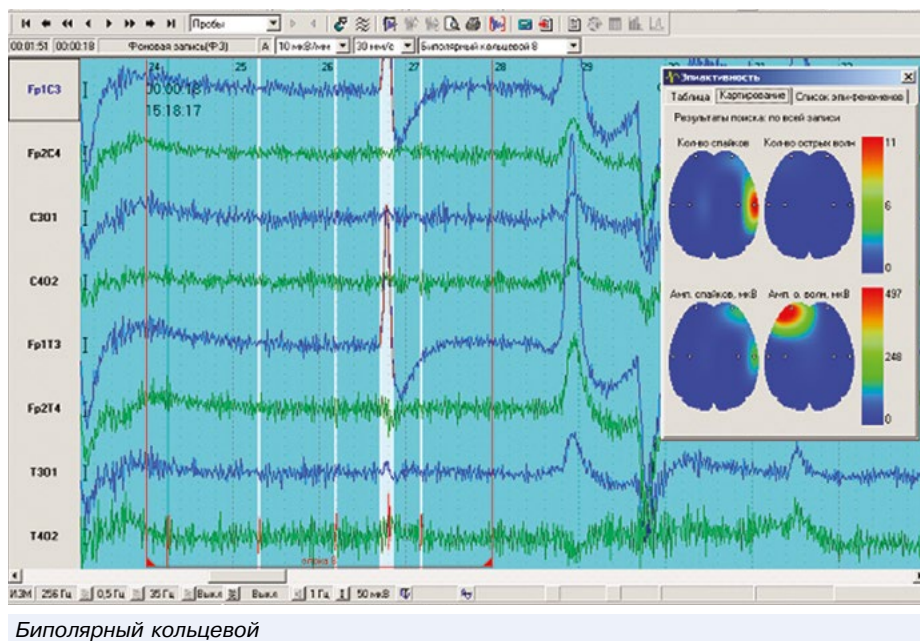 Пробы
00:01:51 00:00:18 Фоновая запись(ФЗ) А 10 мкВ/мм 30 мм/с Биполярный кольцевой 8
24 25 26 27 28 29
Эпиактивность
Таблица Картирование Список эпи-феноменов
Результаты поиска: по всей записи
Кол-во спайков Кол-во острых волн
11
6
0
Амп. спайков, мкВ Амп. о. волн, мкВ
497
248
0
00:00:18
15:18:17
Fp1C3
Fp2C4
C3O1
C4O2
Fp1T3
Fp2T4
T3O1
T4O2
256 Гц 0,5 Гц 35 Гц Выкл Выкл 1 Гц 50 мкВ
Биполярный кольцевой